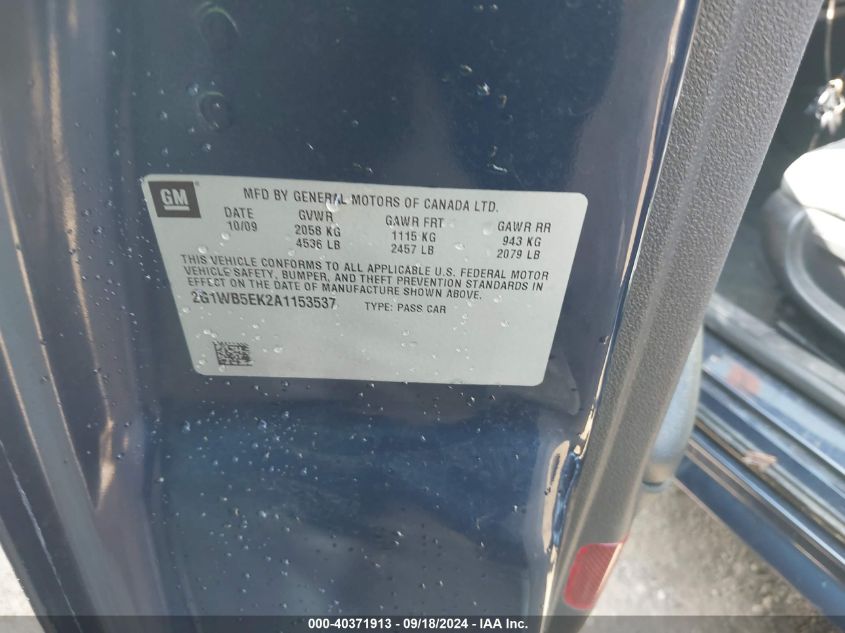 GM
MFD BY GENERAL MOTORS OF CANADA LTD.
DATE GVWR GAWR FRT GAWR RR
10/09 2058 KG 1115 KG 943 KG
4536 LB 2457 LB 2079 LB
THIS VEHICLE CONFORMS TO ALL APPLICABLE U.S. FEDERAL MOTOR
VEHICLE SAFETY, BUMPER, AND THEFT PREVENTION STANDARDS IN
EFFECT ON THE DATE OF MANUFACTURE SHOWN ABOVE.
2G1WB5EK2A1153537 TYPE: PASS CAR
000-40371913 - 09/18/2024 - IAA Inc.